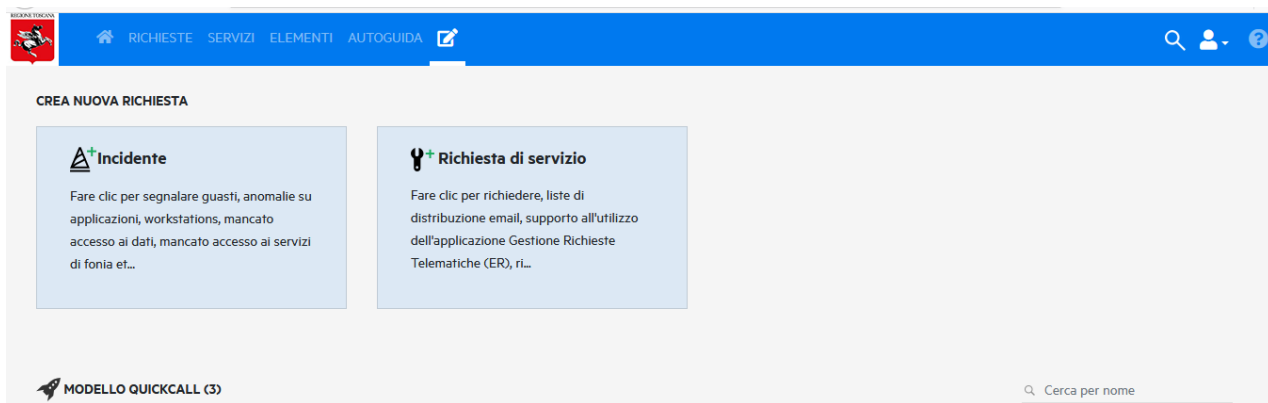 REGIONE TOSCANA
RICHIESTE SERVIZI ELEMENTI AUTOGUIDA
CREA NUOVA RICHIESTA
Incidente
Fare clic per segnalare guasti, anomalie su
applicazioni, workstations, mancato
accesso ai dati, mancato accesso ai servizi
di fonia et...
Richiesta di servizio
Fare clic per richiedere, liste di
distribuzione email, supporto all'utilizzo
dell'applicazione Gestione Richieste
Telematiche (ER), ri...
MODELLO QUICKCALL (3)
Cerca per nome